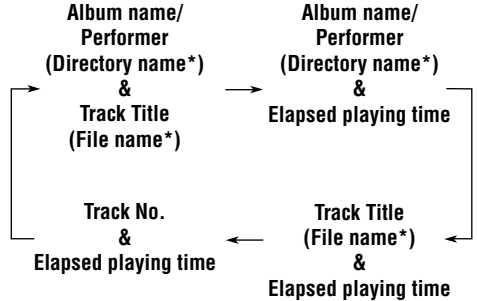 Album name/
Performer
(Directory name*)
&
Track Title
(File name*)
Album name/
Performer
(Directory name*)
&
Elapsed playing time
Track Title
(File name*)
&
Elapsed playing time
Track No.
&
Elapsed playing time